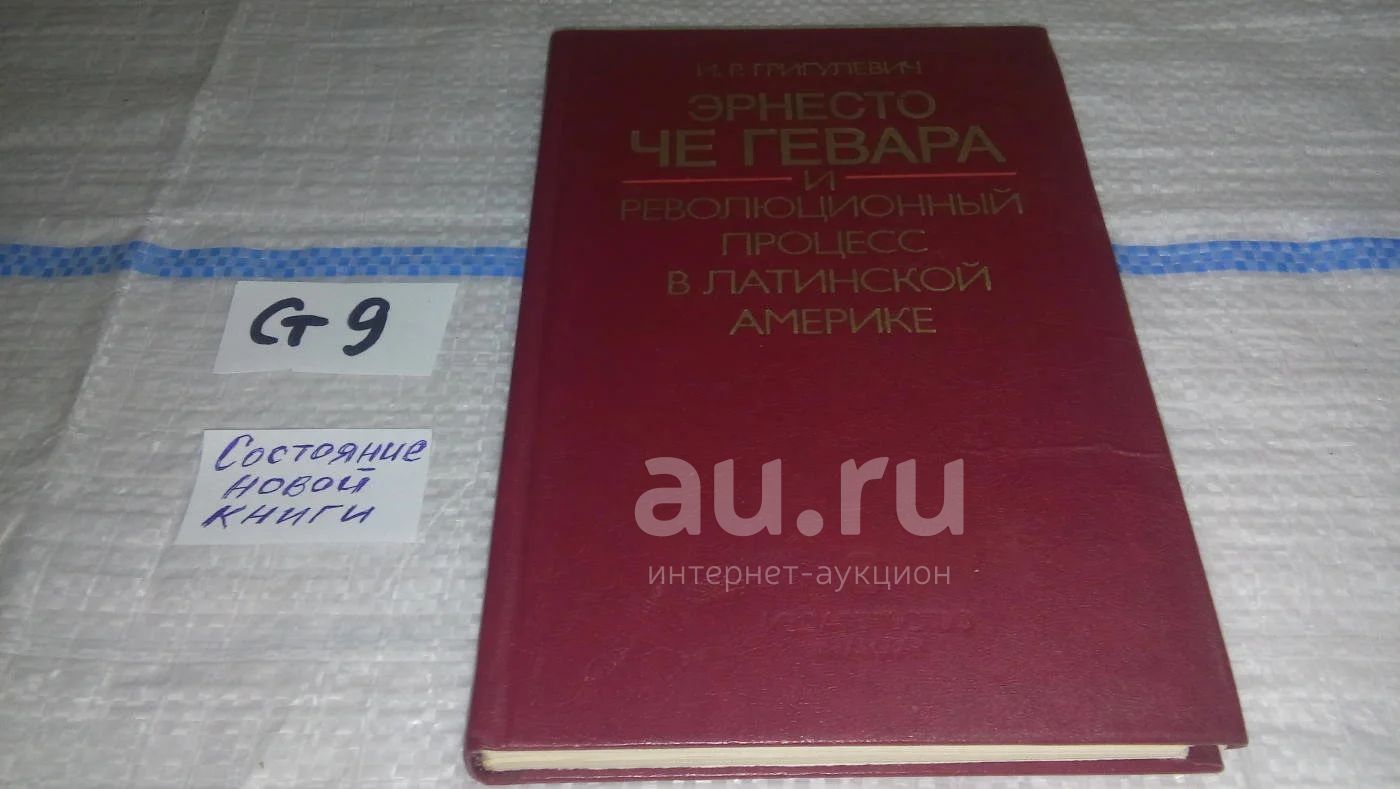 И. Р. ГРИГУЛЕВИЧ
ЭРНЕСТО
ЧЕ ГЕВАРА
И
РЕВОЛЮЦИОННЫЙ
ПРОЦЕСС
В ЛАТИНСКОЙ
АМЕРИКЕ
Ст 9
Состояние
новой
книги
au.ru
интернет-аукцион